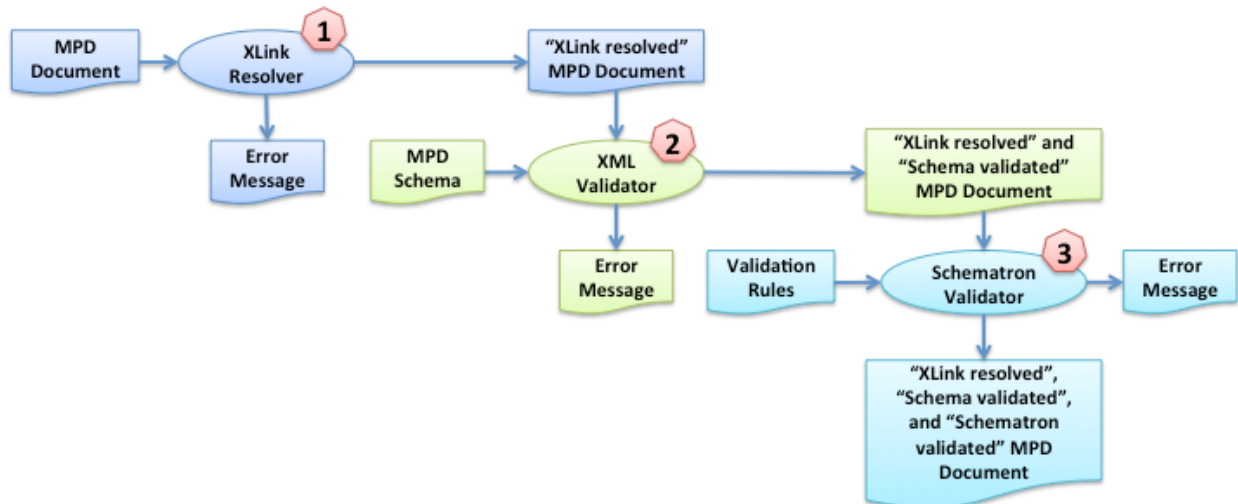 1
MPD
Document
XLink
Resolver
“XLink resolved”
MPD Document
Error
Message
2
MPD
Schema
XML
Validator
“XLink resolved” and
“Schema validated”
MPD Document
Error
Message
3
Validation
Rules
Schematron
Validator
Error
Message
“XLink resolved”,
“Schema validated”,
and “Schematron
validated” MPD
Document